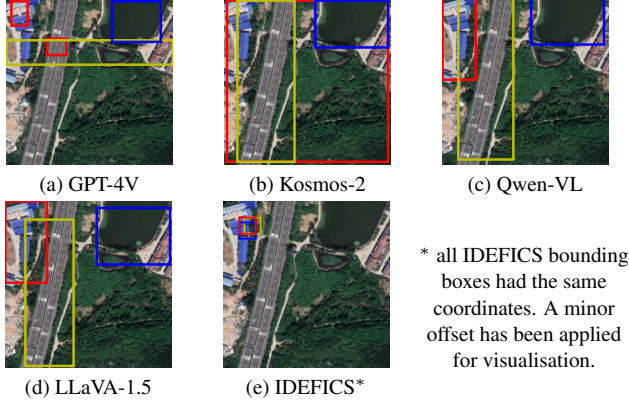 (a) GPT-4V
(b) Kosmos-2
(c) Qwen-VL
(d) LLaVA-1.5
(e) IDEFICS*
* all IDEFICS bounding
boxes had the same
coordinates. A minor
offset has been applied
for visualisation.